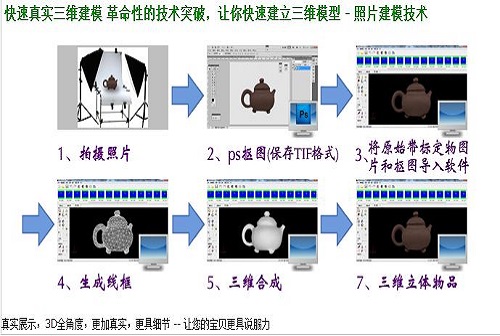 快速真实三维建模 革命性的技术突破，让你快速建立三维模型 - 照片建模技术
1、拍摄照片
2、ps抠图(保存TIF格式)
3、将原始带标定物图
片和抠图导入软件
Ps
4、生成线框
5、三维合成
7、三维立体物品
真实展示，3D全角度，更加真实，更具细节 -- 让您的宝贝更具说服力